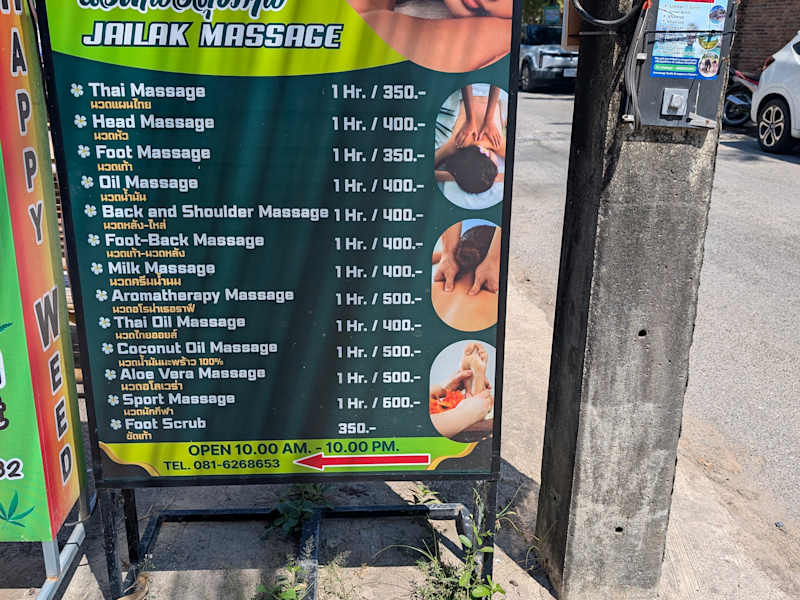 JAILAK MASSAGE
Thai Massage 1 Hr. / 350.-
นวดแผนไทย
Head Massage 1 Hr. / 400.-
นวดหัว
Foot Massage 1 Hr. / 350.-
นวดเท้า
Oil Massage 1 Hr. / 400.-
นวดน้ำมัน
Back and Shoulder Massage 1 Hr. / 400.-
นวดหลัง-ไหล่
Foot-Back Massage 1 Hr. / 400.-
นวดเท้า-นวดหลัง
Milk Massage 1 Hr. / 400.-
นวดครีมน้ำนม
Aromatherapy Massage 1 Hr. / 500.-
นวดอโรม่าเธอราฟี
Thai Oil Massage 1 Hr. / 400.-
นวดไทยออยส์
Coconut Oil Massage 1 Hr. / 500.-
นวดน้ำมันมะพร้าว 100%
Aloe Vera Massage 1 Hr. / 500.-
นวดอโลเวร่า
Sport Massage 1 Hr. / 600.-
นวดนักกีฬา
Foot Scrub 350.-
ขัดเท้า
OPEN 10.00 AM. - 10.00 PM.
TEL. 081-6268653
HAPPY WEED